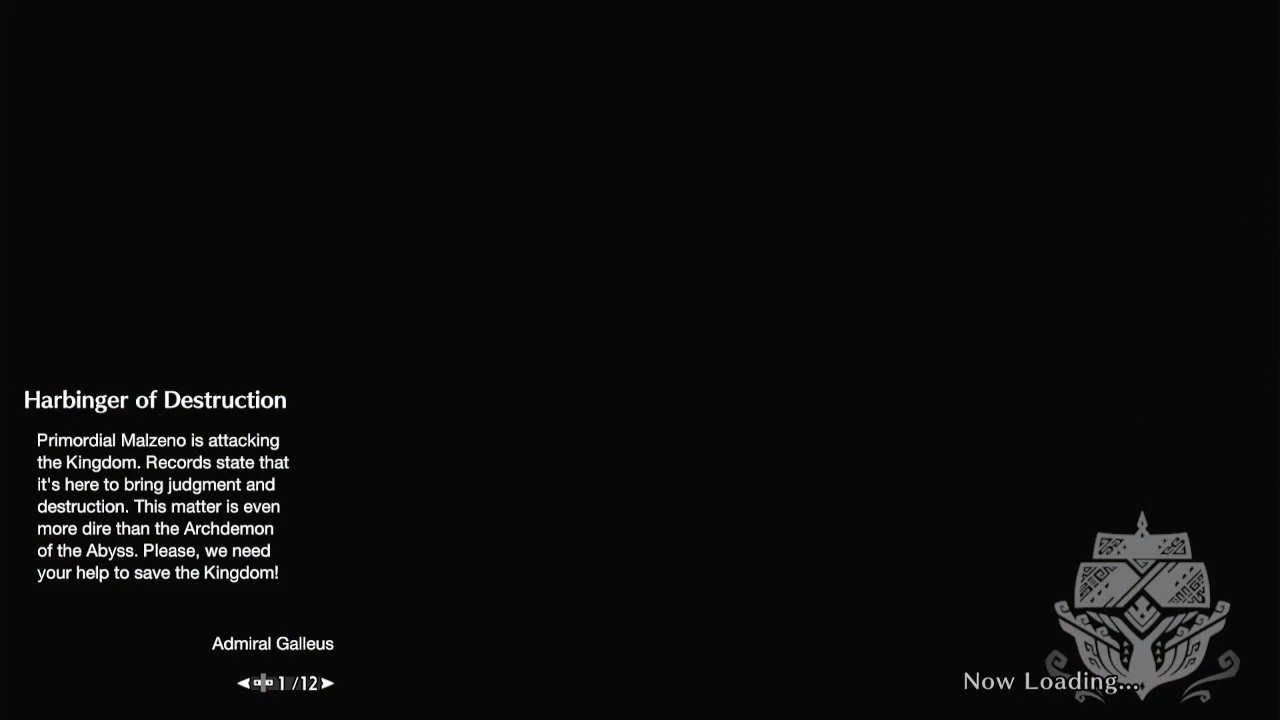 Harbinger of Destruction
Primordial Malzeno is attacking
the Kingdom. Records state that
it's here to bring judgment and
destruction. This matter is even
more dire than the Archdemon
of the Abyss. Please, we need
your help to save the Kingdom!
Admiral Galleus
1 /12
Now Loading...